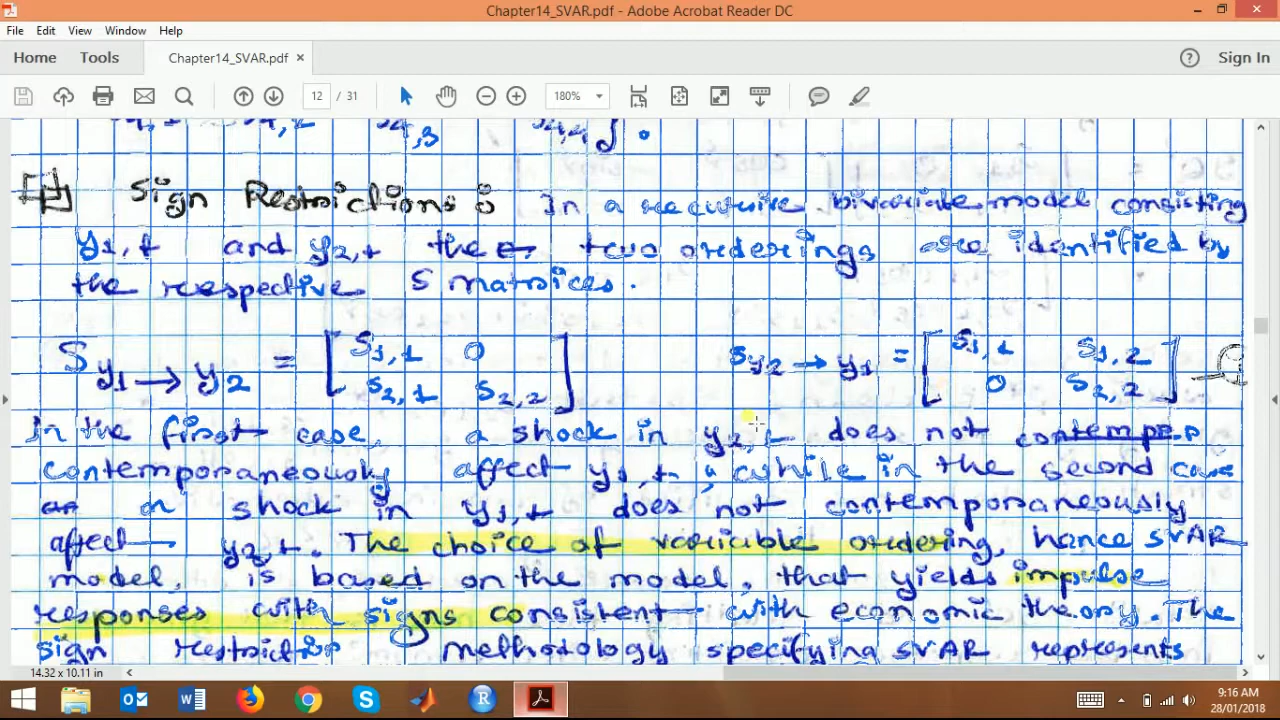 Chapter14_SVAR.pdf - Adobe Acrobat Reader DC
File Edit View Window Help
Home Tools Chapter14_SVAR.pdf × Sign In
12 / 31 180%
Sign Restrictions : In a recursive bivariate model consisting
y1,t and y2,t the two orderings are identified by
the respective S matrices.
S y1 → y2 = [ S1,1 0
S2,1 S2,2 ]
S y2 → y1 = [ S1,1 S1,2
0 S2,2 ]
In the first case, a shock in y2,t does not
contemporaneously affect y1,t; while in the second case
a shock in y1,t does not contemporaneously
affect y2,t. The choice of variable ordering, hance SVAR
model, is based on the model, that yields impulse
responses with signs consistent with economic theory. The
sign restriction methotology specifying SVAR represents
14.32 x 10.11 in
9:16 AM
28/01/2018